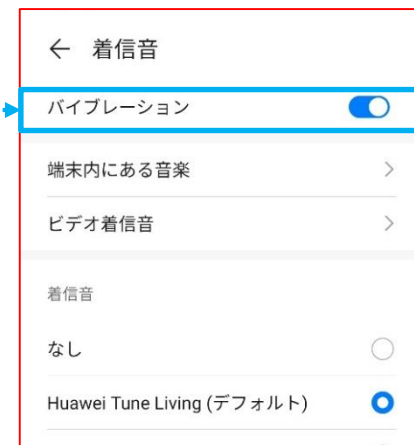 着信音
バイブレーション
端末内にある音楽
ビデオ着信音
着信音
なし
Huawei Tune Living (デフォルト)